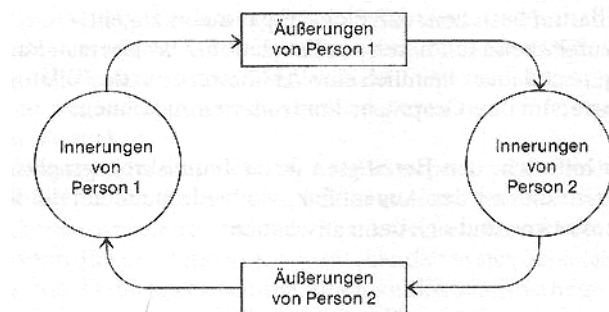 Äußerungen
von Person 1
Innerungen
von
Person 1
Innerungen
von
Person 2
Äußerungen
von Person 2